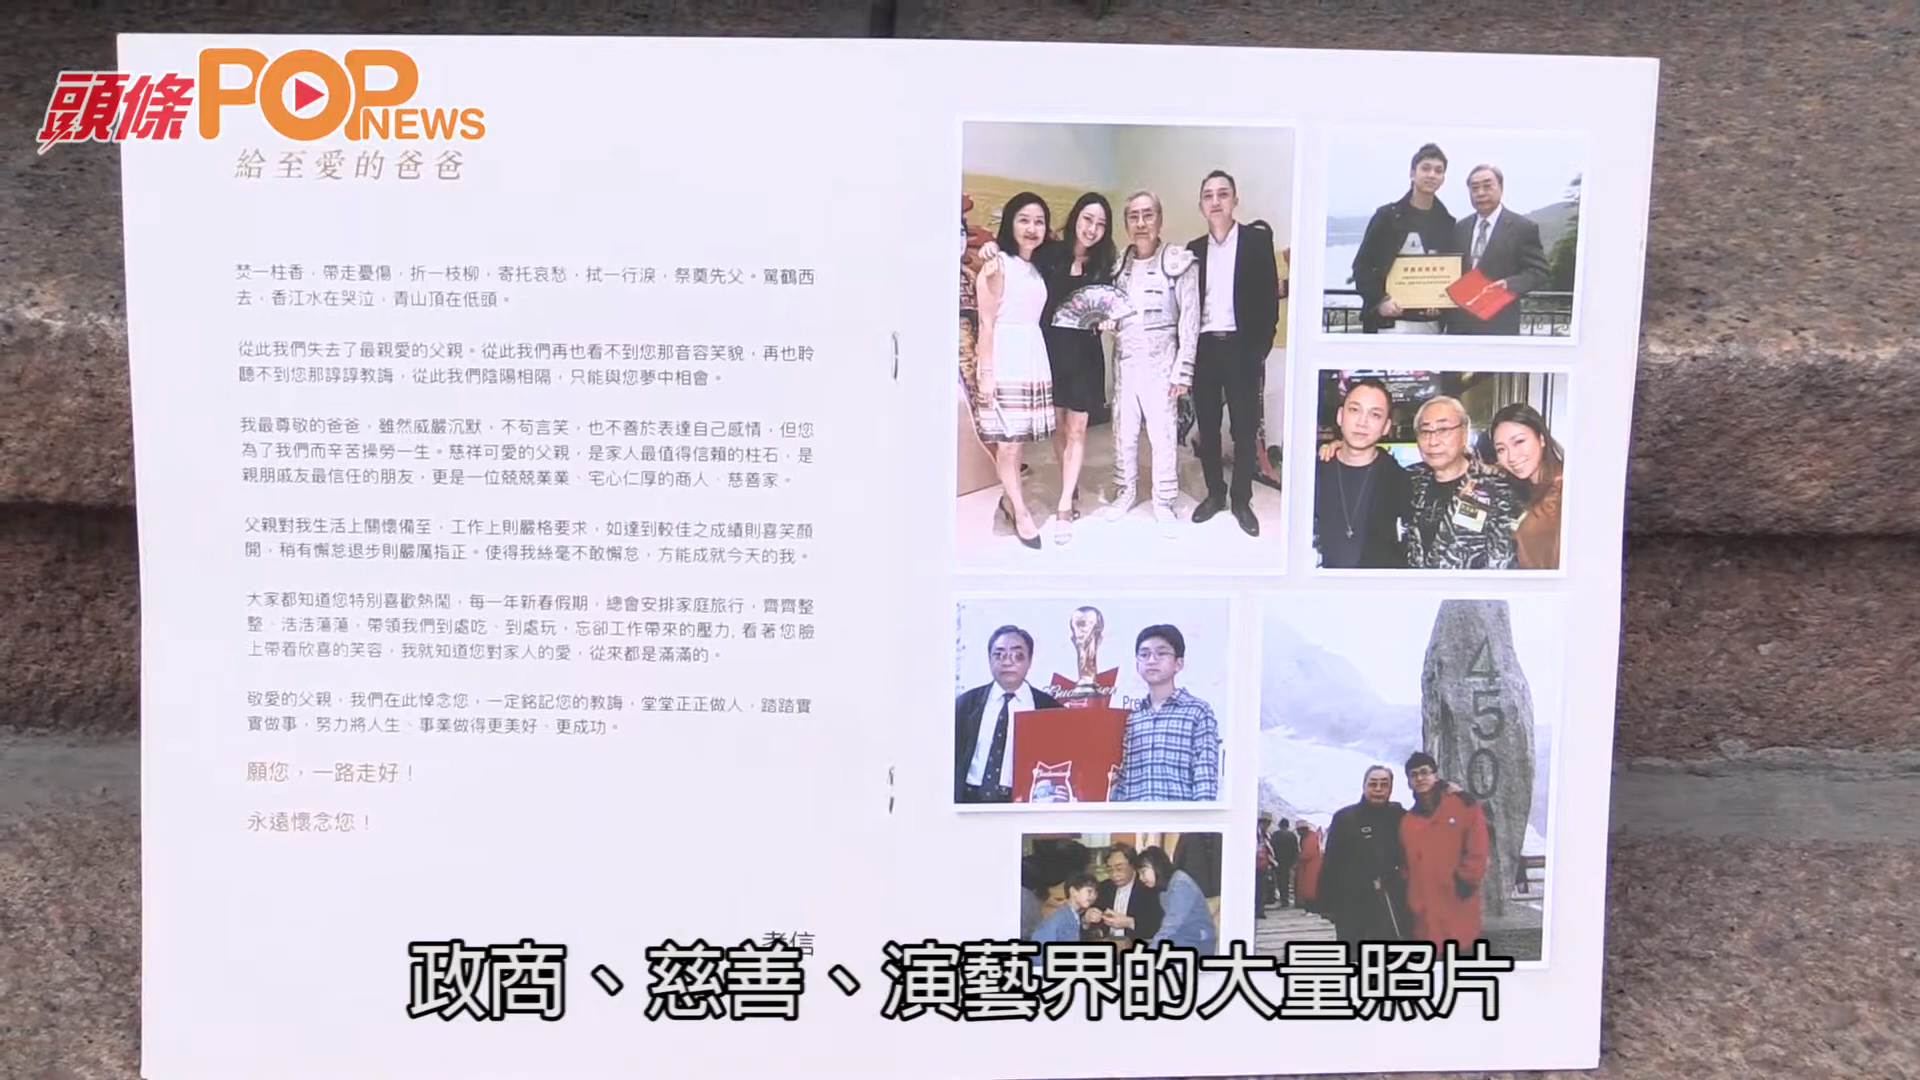 頭條POPNEWS
給至愛的爸爸
焚一柱香，帶走憂傷，折一枝柳，寄托哀愁，拭一行淚，祭奠先父。駕鶴西
去，香江水在哭泣，青山頂在低頭。
從此我們失去了最親愛的父親。從此我們再也看不到您那音容笑貌，再也聆
聽不到您那諄諄教誨，從此我們陰陽相隔，只能與您夢中相會。
我最尊敬的爸爸，雖然威嚴沉默，不苟言笑，也不善於表達自己感情，但您
為了我們而辛苦操勞一生。慈祥可愛的父親，是家人最值得信賴的柱石，是
親朋戚友最信任的朋友，更是一位兢兢業業、宅心仁厚的商人、慈善家。
父親對我生活上關懷備至，工作上則嚴格要求，如達到較佳之成績則喜笑顏
開，稍有懈怠退步則嚴厲指正。使得我絲毫不敢懈怠，方能成就今天的我。
大家都知道您特別喜歡熱鬧，每一年新春假期，總會安排家庭旅行，齊齊整
整、浩浩蕩蕩，帶領我們到處吃、到處玩，忘卻工作帶來的壓力,看著您臉
上帶着欣喜的笑容，我就知道您對家人的愛，從來都是滿滿的。
敬愛的父親，我們在此悼念您，一定銘記您的教誨，堂堂正正做人，踏踏實
實做事，努力將人生、事業做得更美好、更成功。
願您，一路走好！
永遠懷念您！
孝信
Budweiser
Pre
Budweiser
450
政商、慈善、演藝界的大量照片